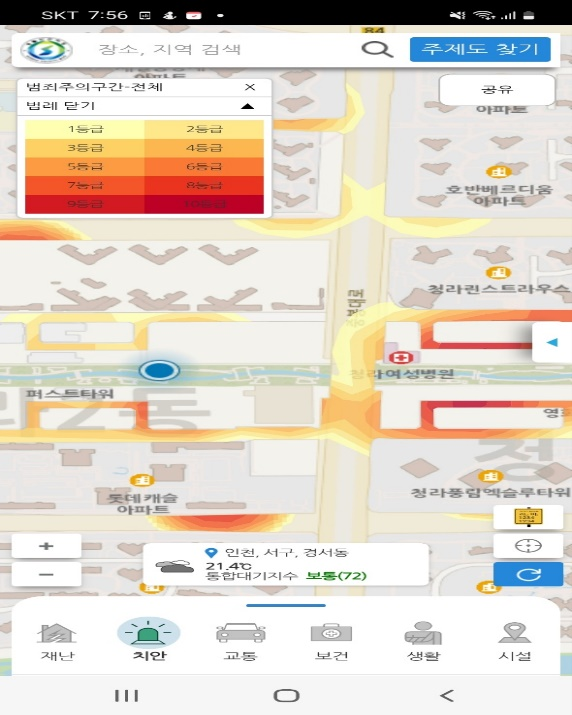 SKT 7:56
84
장소, 지역 검색
주제도 찾기
아파트
범죄주의구간-전체
공유
범례 닫기
아파트
1등급 2등급
3등급 4등급
5등급 6등급
7등급 8등급
9등급 10등급
호반베르디움
아파트
청라퀸스트라우스
청라여성병원
퍼스트타워
2동
영
청
청라풍림엑슬루타워
롯데캐슬
아파트
인천, 서구, 경서동
21.4℃
통합대기지수 보통(72)
재난 치안 교통 보건 생활 시설